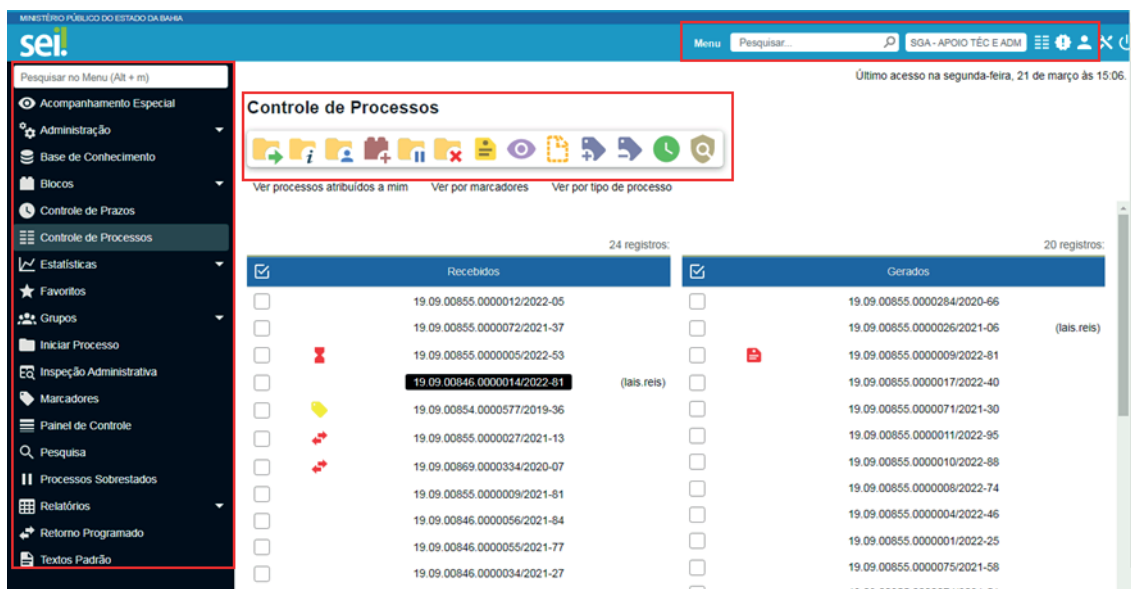 MINISTÉRIO PÚBLICO DO ESTADO DA BAHIA
sei!
Menu
Pesquisar...
SGA - APOIO TÉC E ADM
Pesquisar no Menu (Alt + m)
Acompanhamento Especial
Administração
Base de Conhecimento
Blocos
Controle de Prazos
Controle de Processos
Estatísticas
Favoritos
Grupos
Iniciar Processo
Inspeção Administrativa
Marcadores
Painel de Controle
Pesquisa
Processos Sobrestados
Relatórios
Retorno Programado
Textos Padrão
Último acesso na segunda-feira, 21 de março às 15:06.
Controle de Processos
Ver processos atribuídos a mim
Ver por marcadores
Ver por tipo de processo
24 registros:
Recebidos
19.09.00855.0000012/2022-05
19.09.00855.0000072/2021-37
19.09.00855.0000005/2022-53
19.09.00846.0000014/2022-81 (lais.reis)
19.09.00854.0000577/2019-36
19.09.00855.0000027/2021-13
19.09.00869.0000334/2020-07
19.09.00855.0000009/2021-81
19.09.00846.0000056/2021-84
19.09.00846.0000055/2021-77
19.09.00846.0000034/2021-27
20 registros:
Gerados
19.09.00855.0000284/2020-66
19.09.00855.0000026/2021-06 (lais.reis)
19.09.00855.0000009/2022-81
19.09.00855.0000017/2022-40
19.09.00855.0000071/2021-30
19.09.00855.0000011/2022-95
19.09.00855.0000010/2022-88
19.09.00855.0000008/2022-74
19.09.00855.0000004/2022-46
19.09.00855.0000001/2022-25
19.09.00855.0000075/2021-58